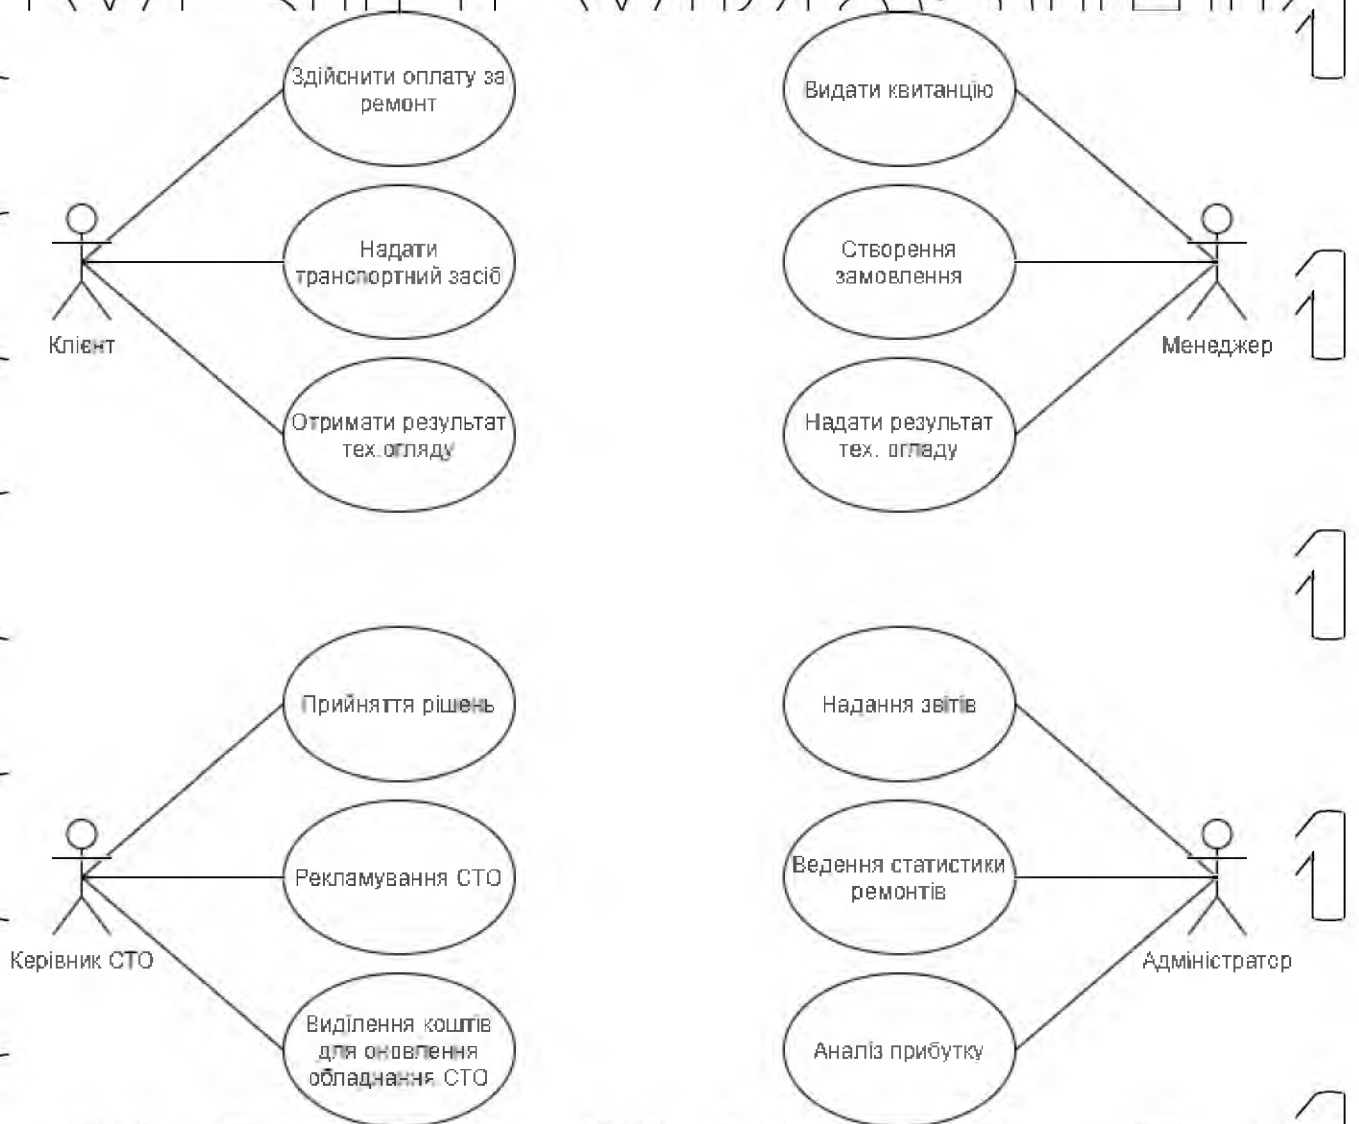 Здійснити оплату за
ремонт
Видати квитанцію
Надати
транспортний засіб
Створення
замовлення
Клієнт
Менеджер
Отримати результат
тех.огляду
Надати результат
тех. огладу
Прийняття рішень
Надання звітів
Рекламування СТО
Ведення статистики
ремонтів
Керівник СТО
Адміністратор
Виділення коштів
для оновлення
обладнання СТО
Аналіз прибутку